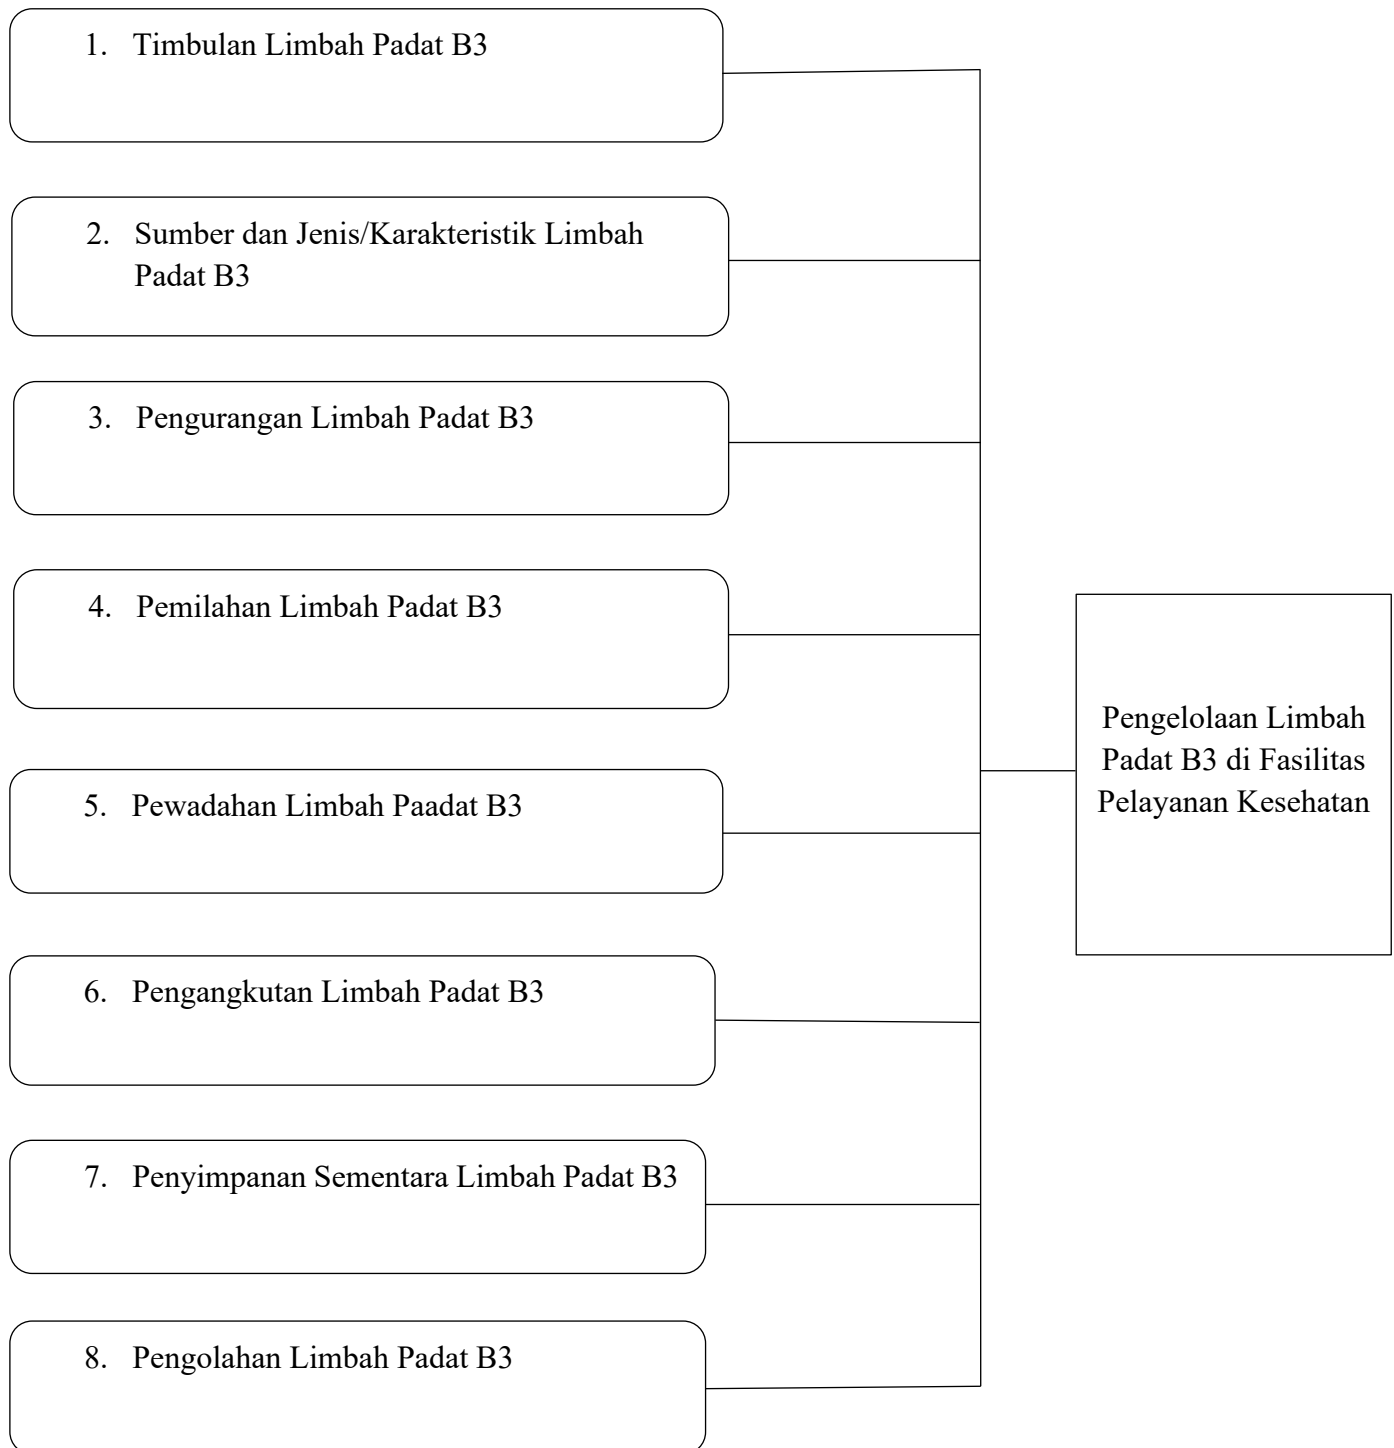 1. Timbulan Limbah Padat B3
2. Sumber dan Jenis/Karakteristik Limbah
Padat B3
3. Pengurangan Limbah Padat B3
4. Pemilahan Limbah Padat B3
5. Pewadahan Limbah Paadat B3
6. Pengangkutan Limbah Padat B3
7. Penyimpanan Sementara Limbah Padat B3
8. Pengolahan Limbah Padat B3
Pengelolaan Limbah
Padat B3 di Fasilitas
Pelayanan Kesehatan